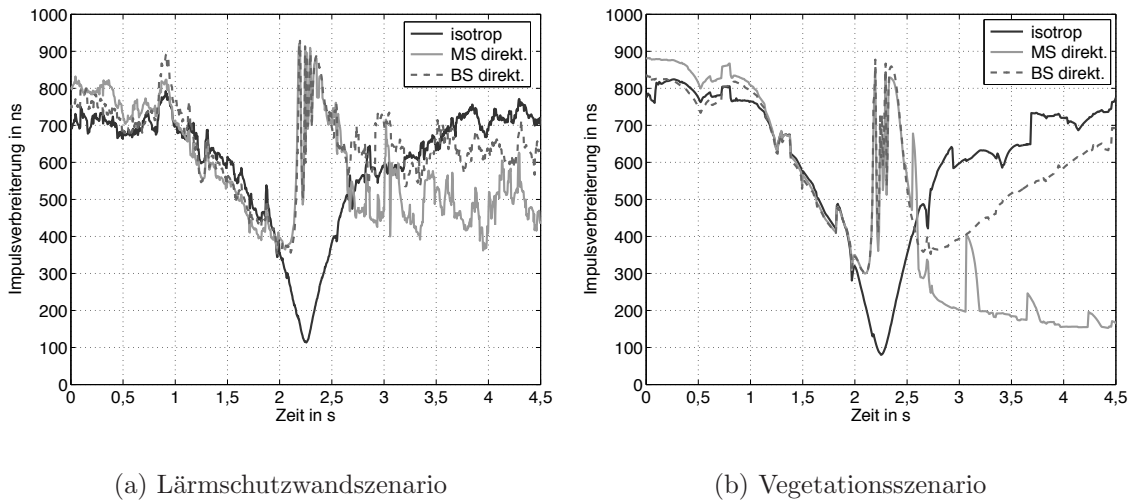 1000
900
800
700
600
500
400
300
200
100
0
Impulsverbreiterung in ns
isotrop
MS direkt.
BS direkt.
0 0,5 1 1,5 2 2,5 3 3,5 4 4,5
Zeit in s
(a) Lärmschutzwandszenario
1000
900
800
700
600
500
400
300
200
100
0
Impulsverbreiterung in ns
isotrop
MS direkt.
BS direkt.
0 0,5 1 1,5 2 2,5 3 3,5 4 4,5
Zeit in s
(b) Vegetationsszenario